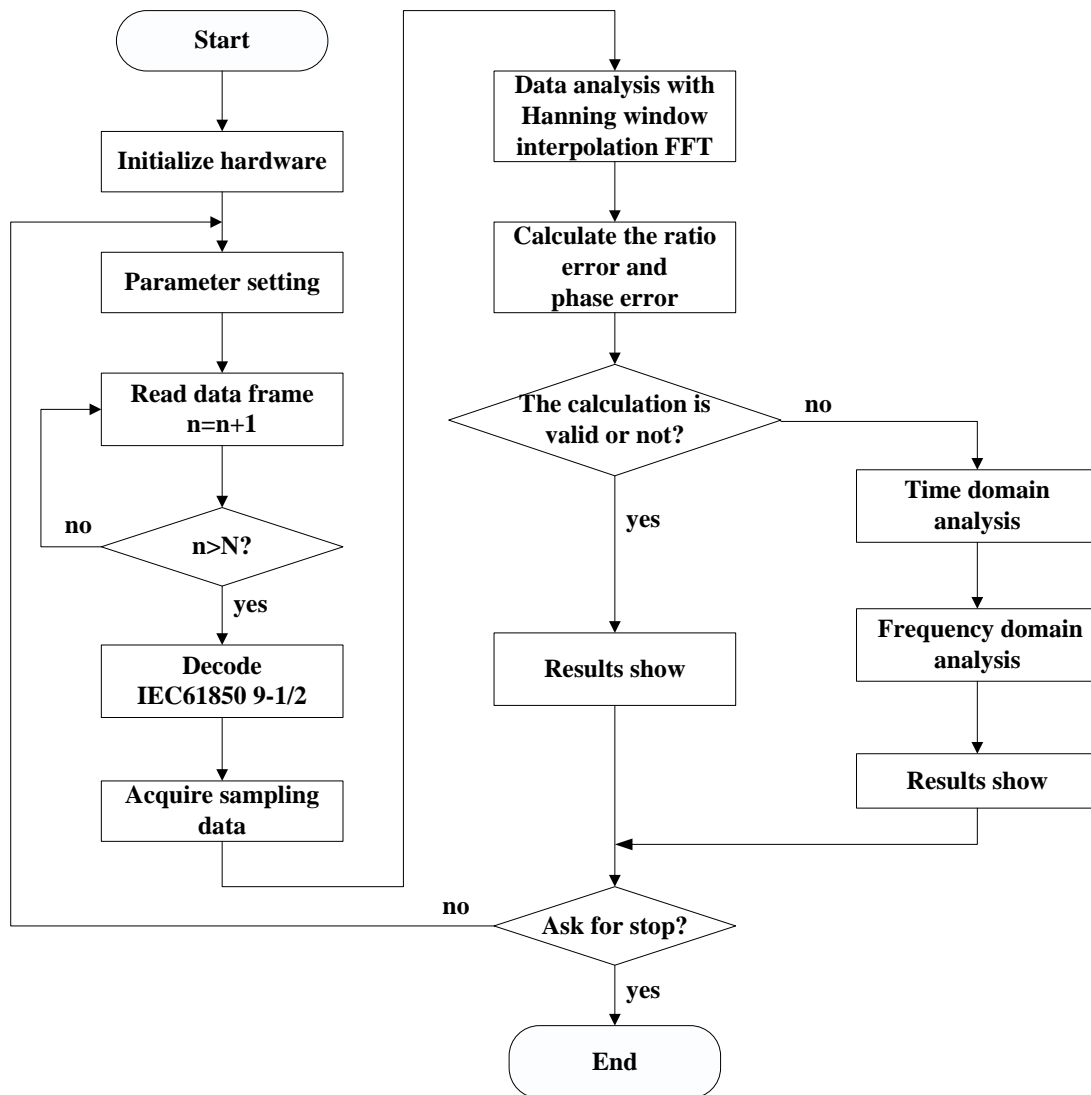 Start
Initialize hardware
Parameter setting
Read data frame
n=n+1
no
n>N?
yes
Decode
IEC61850 9-1/2
Acquire sampling
data
Data analysis with
Hanning window
interpolation FFT
Calculate the ratio
error and
phase error
The calculation is
valid or not?
no
yes
Time domain
analysis
Frequency domain
analysis
Results show
Results show
no
Ask for stop?
yes
End